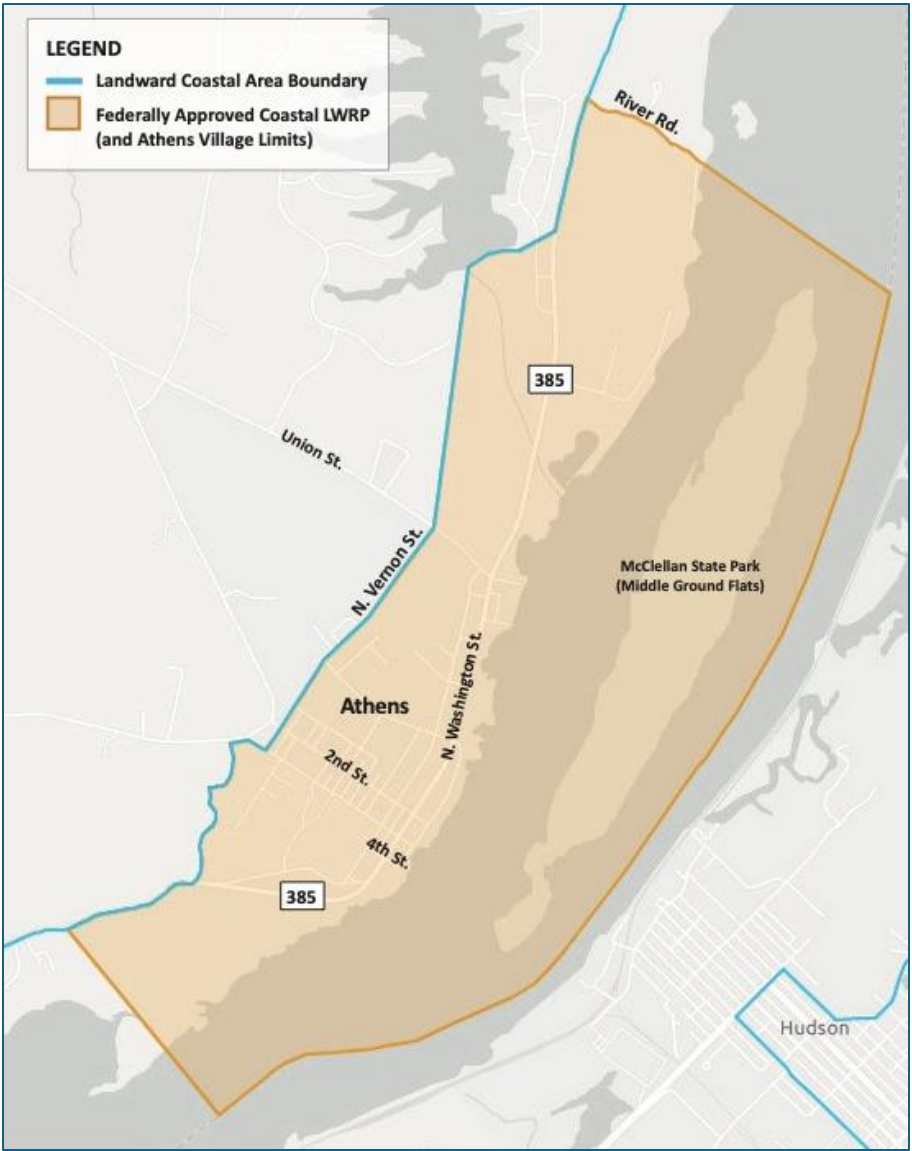 LEGEND
Landward Coastal Area Boundary
Federally Approved Coastal LWRP
(and Athens Village Limits)
River Rd.
385
Union St.
N. Vernon St.
McClellan State Park
(Middle Ground Flats)
N. Washington St.
Athens
2nd St.
4th St.
385
Hudson